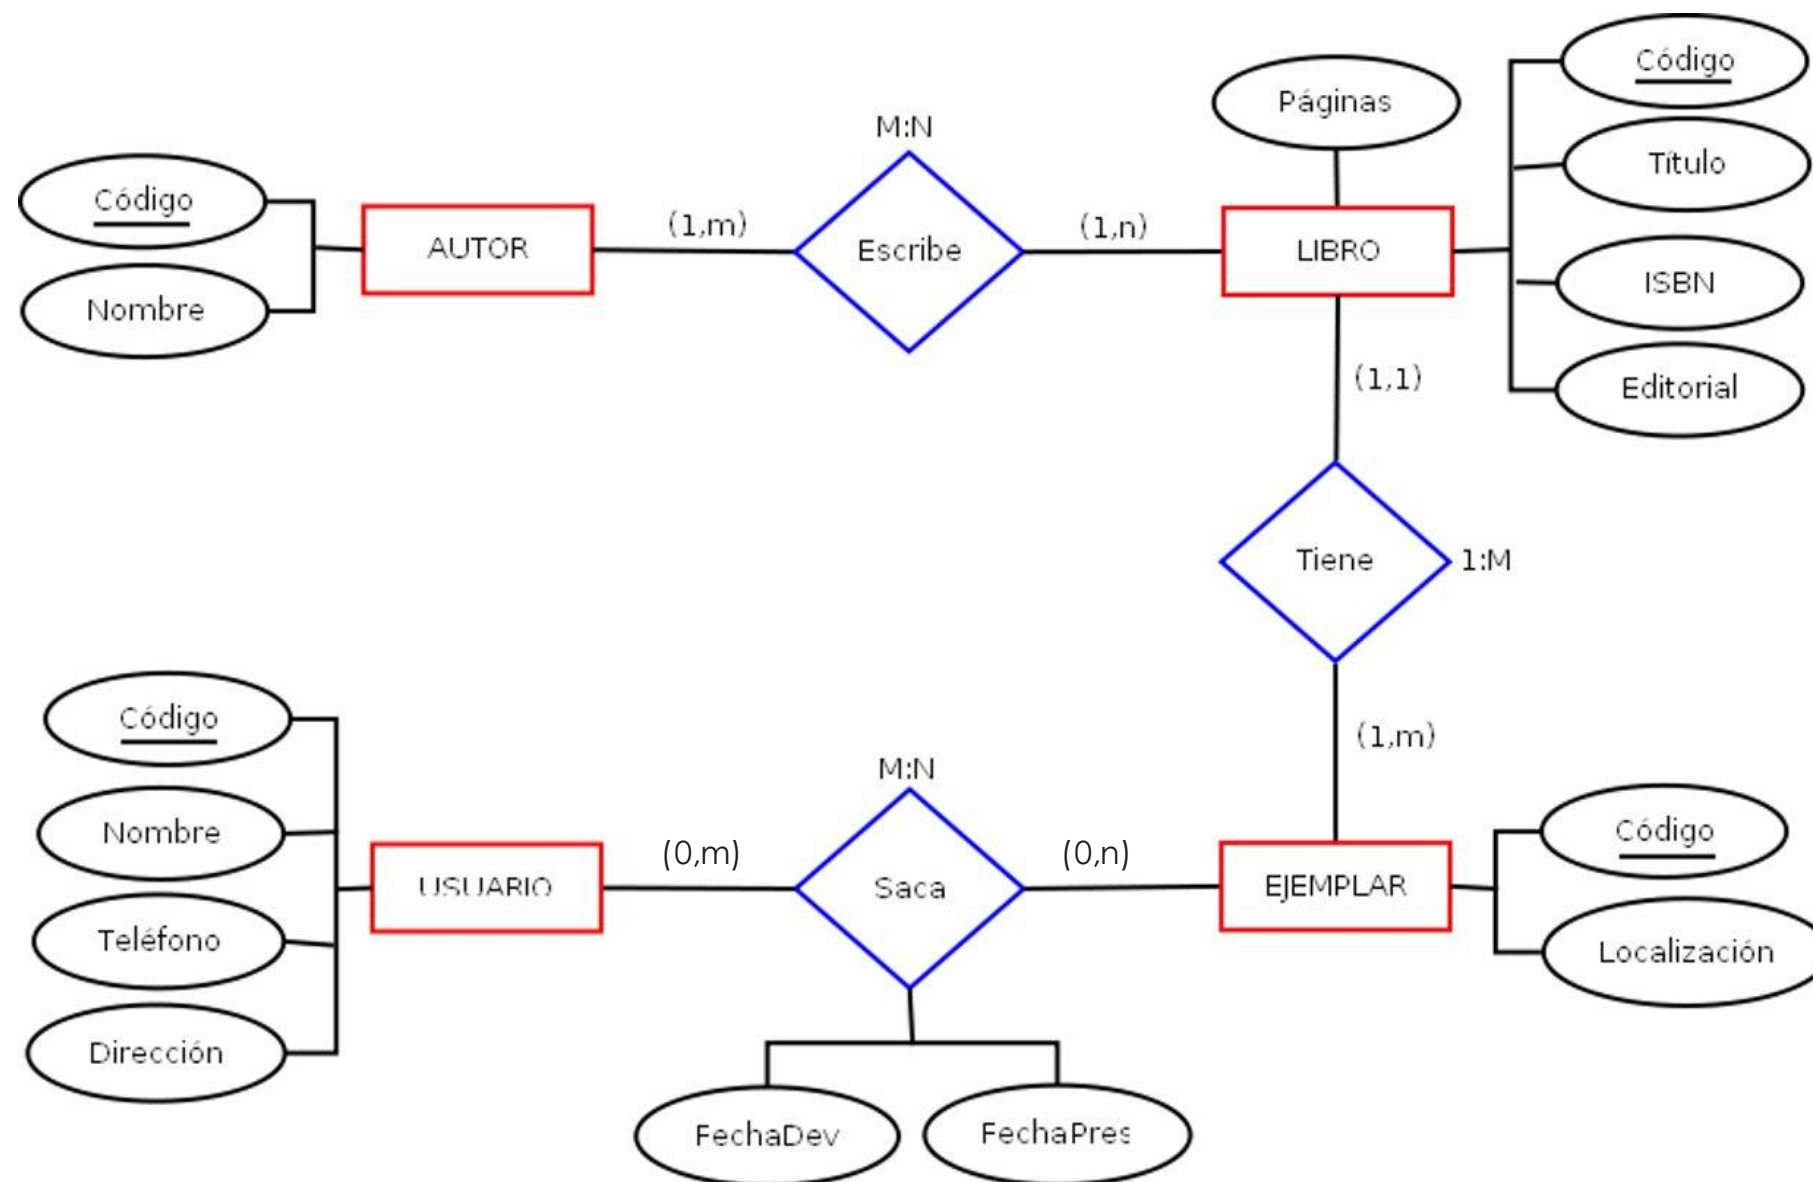 Código
Páginas
M:N
Título
Código
(1,m)
(1,n)
AUTOR
Escribe
LIBRO
ISBN
Nombre
(1,1)
Editorial
Tiene
1:M
Código
(1,m)
M:N
Nombre
Código
(0,m)
(0,n)
USUARIO
Saca
EJEMPLAR
Teléfono
Localización
Dirección
FechaDev
FechaPres